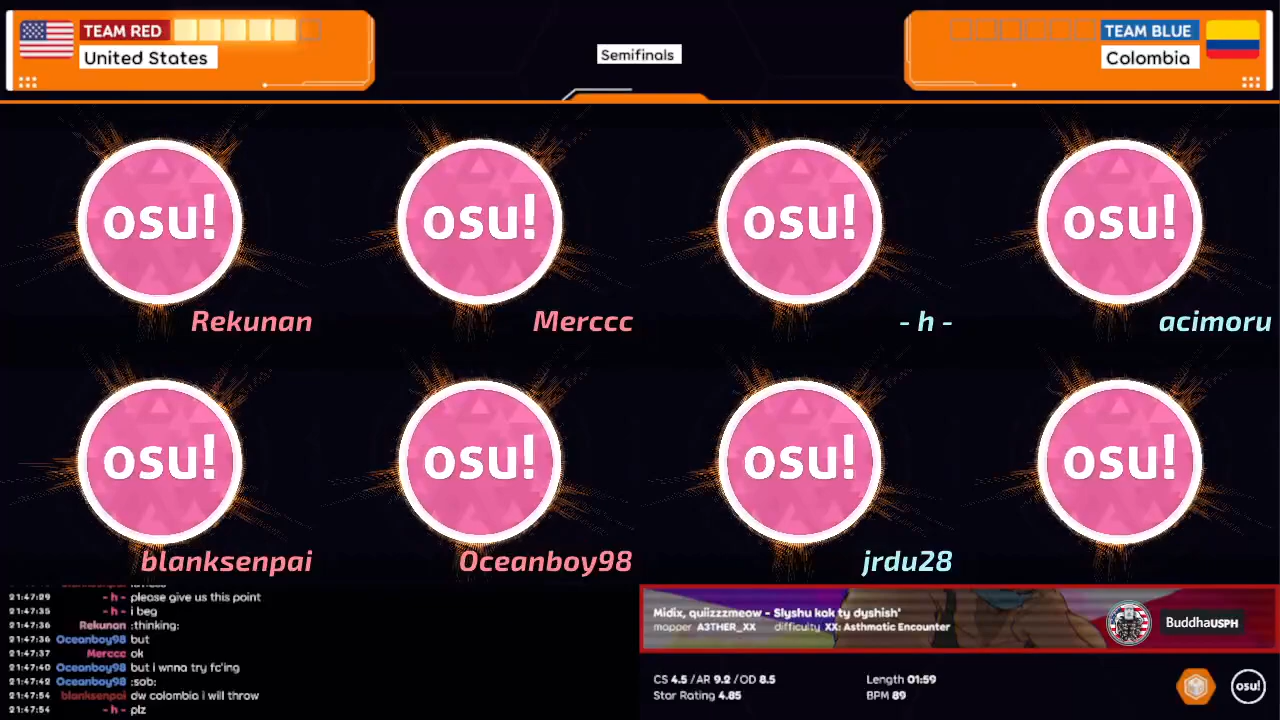 TEAM RED
United States
Semifinals
TEAM BLUE
Colombia
osu!
osu!
osu!
osu!
Rekunan
Merccc
- h -
acimoru
osu!
osu!
osu!
osu!
blanksenpai
Oceanboy98
jrdu28
21:47:29 - h - please give us this point
21:47:35 - h - i beg
21:47:36 Rekunan :thinking:
21:47:36 Oceanboy98 but
21:47:37 Merccc ok
21:47:40 Oceanboy98 but i wnna try fc'ing
21:47:42 Oceanboy98 :sob:
21:47:54 blanksenpai dw colombia i will throw
21:47:54 - h - plz
Midix, quiizzzmeow - Slyshu kak ty dyshish'
mapper A3THER_XX difficulty XX: Asthmatic Encounter
BuddhaUSPH
CS 4.5 / AR 9.2 / OD 8.5
Star Rating 4.85
Length 01:59
BPM 89
osu!